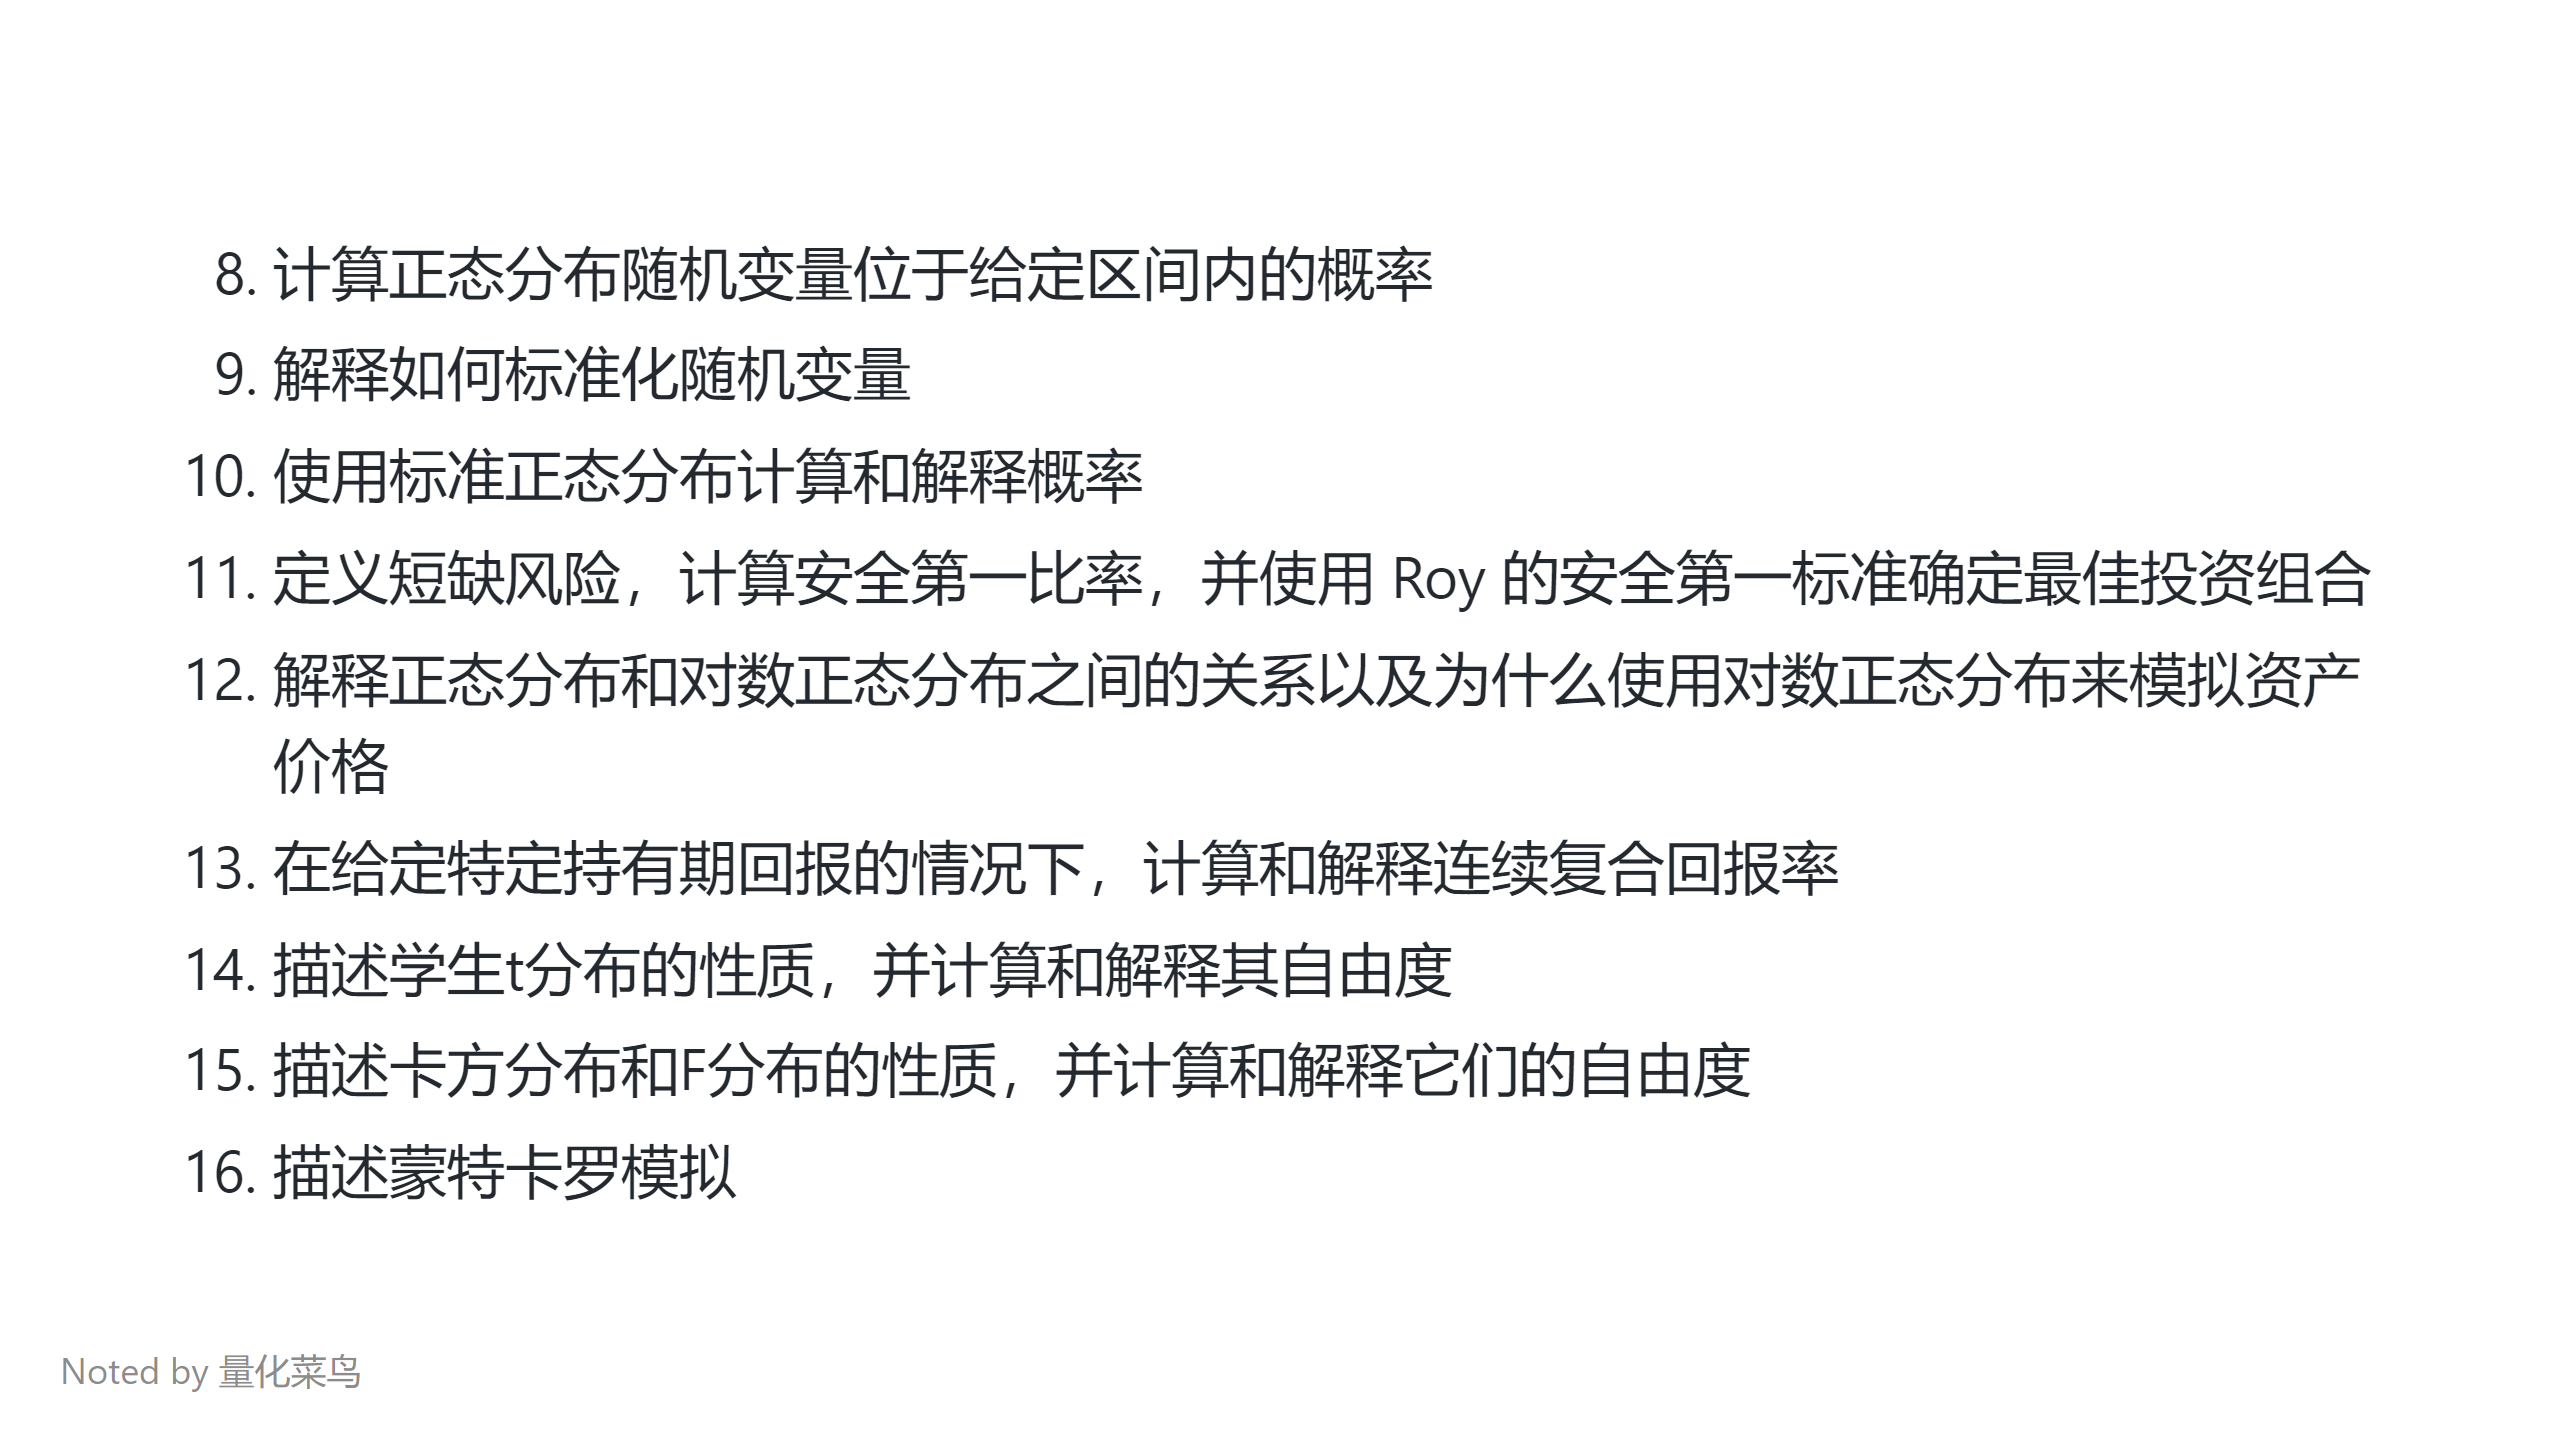 8. 计算正态分布随机变量位于给定区间内的概率
9. 解释如何标准化随机变量
10. 使用标准正态分布计算和解释概率
11. 定义短缺风险，计算安全第一比率，并使用 Roy 的安全第一标准确定最佳投资组合
12. 解释正态分布和对数正态分布之间的关系以及为什么使用对数正态分布来模拟资产
价格
13. 在给定特定持有期回报的情况下，计算和解释连续复合回报率
14. 描述学生t分布的性质，并计算和解释其自由度
15. 描述卡方分布和F分布的性质，并计算和解释它们的自由度
16. 描述蒙特卡罗模拟
Noted by 量化菜鸟